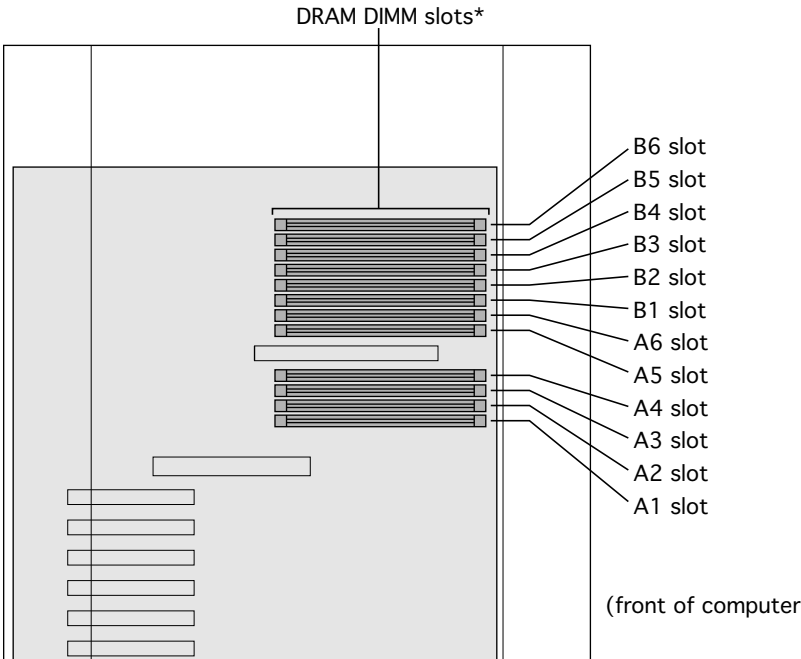 DRAM DIMM slots*
B6 slot
B5 slot
B4 slot
B3 slot
B2 slot
B1 slot
A6 slot
A5 slot
A4 slot
A3 slot
A2 slot
A1 slot
(front of computer